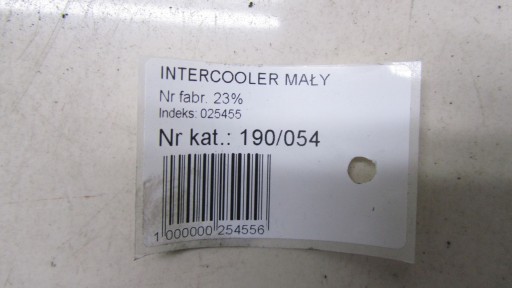 INTERCOOLER MAŁY
Nr fabr. 23%
Indeks: 025455
Nr kat.: 190/054
1 000000 254556